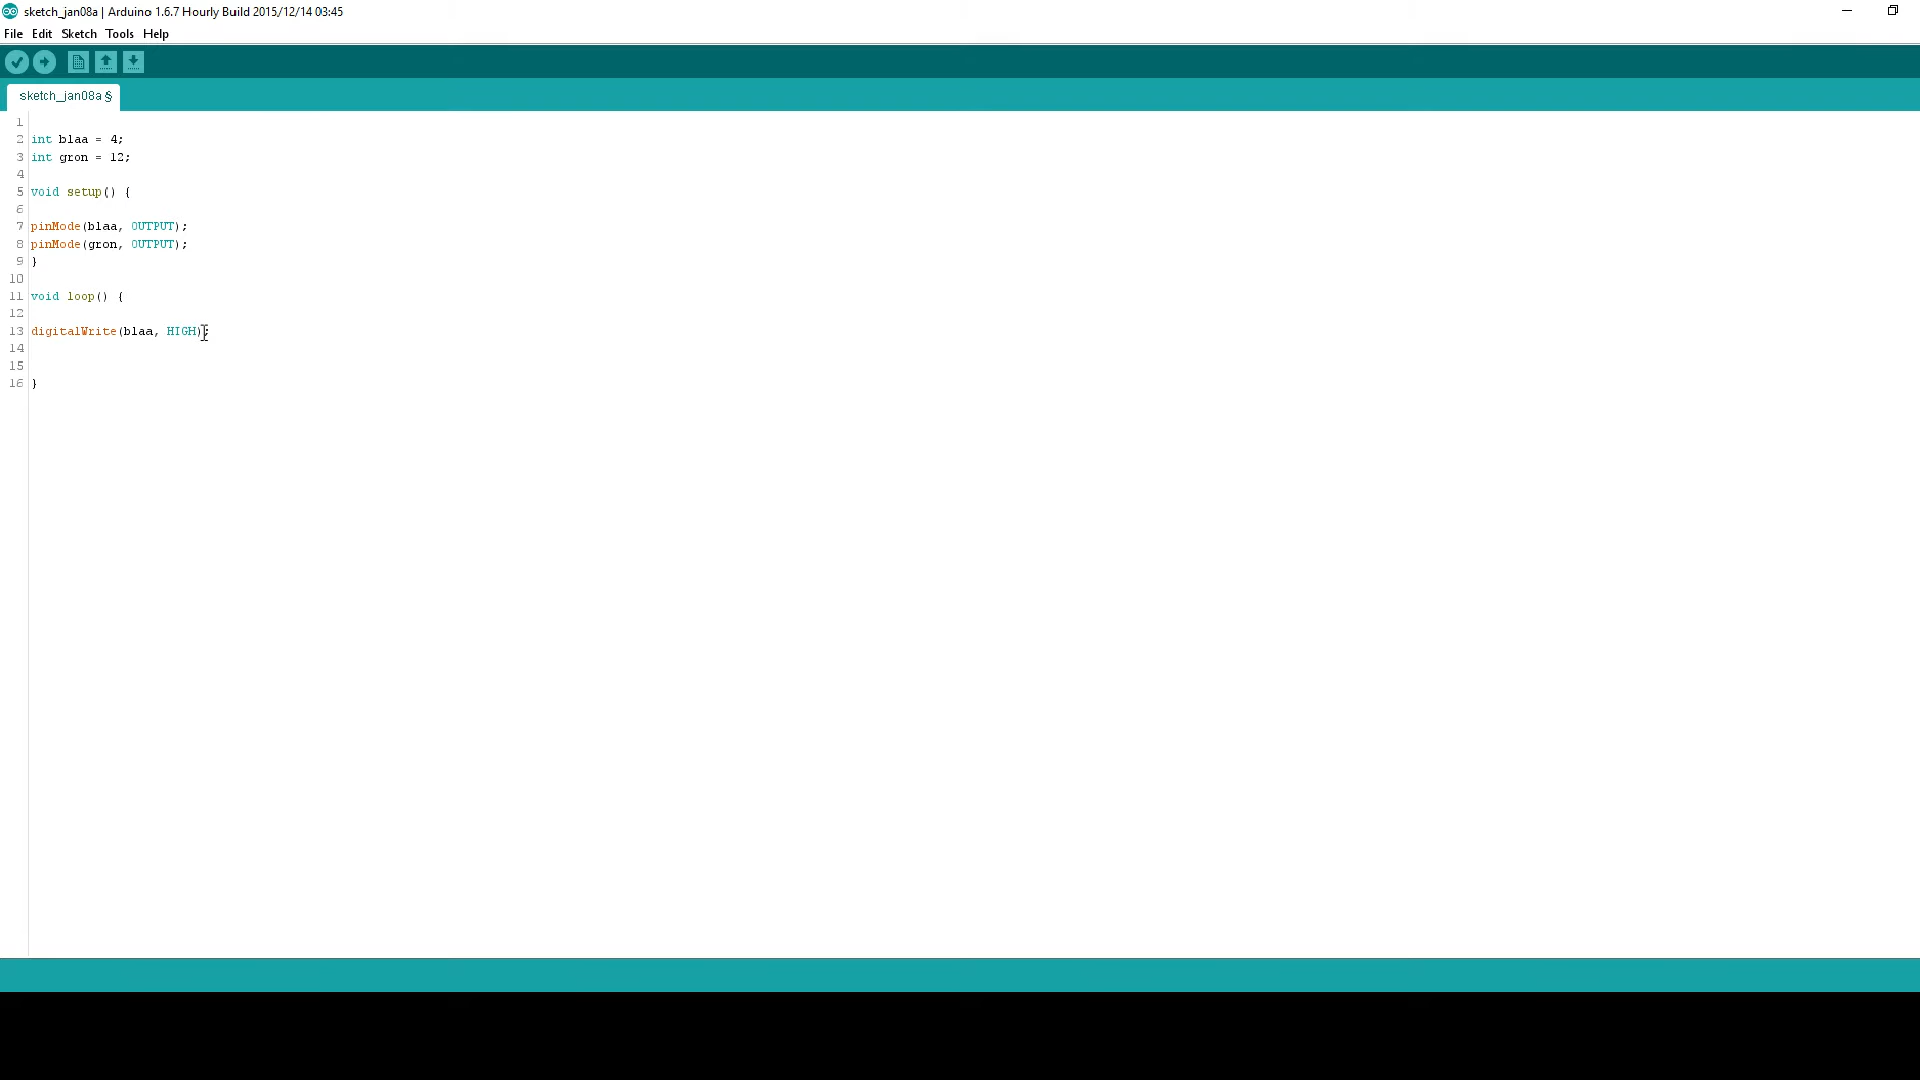 sketch_jan08a | Arduino 1.6.7 Hourly Build 2015/12/14 03:45
File Edit Sketch Tools Help
sketch_jan08a §
1
2 int blaa = 4;
3 int gron = 12;
4
5 void setup() {
6
7 pinMode(blaa, OUTPUT);
8 pinMode(gron, OUTPUT);
9 }
10
11 void loop() {
12
13 digitalWrite(blaa, HIGH);
14
15
16 }